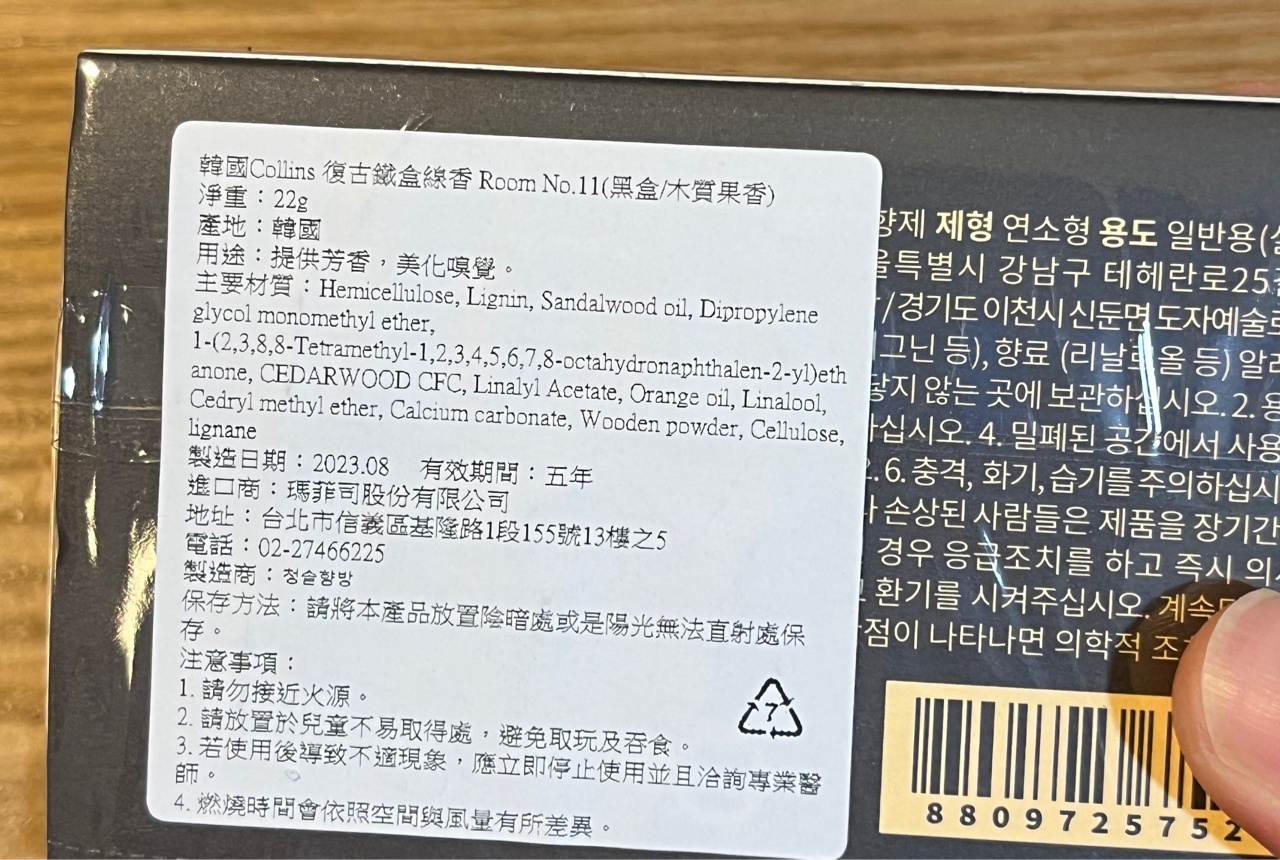 韓國Collins 復古鐵盒線香 Room No.11(黑盒/木質果香)
淨重：22g
產地：韓國
用途：提供芳香，美化嗅覺。
主要材質：Hemicellulose, Lignin, Sandalwood oil, Dipropylene
glycol monomethyl ether,
1-(2,3,8,8-Tetramethyl-1,2,3,4,5,6,7,8-octahydronaphthalen-2-yl)eth
anone, CEDARWOOD CFC, Linalyl Acetate, Orange oil, Linalool,
Cedryl methyl ether, Calcium carbonate, Wooden powder, Cellulose,
lignane
製造日期：2023.08 有效期間：五年
進口商：瑪菲司股份有限公司
地址：台北市信義區基隆路1段155號13樓之5
電話：02-27466225
製造商：청솔향방
保存方法：請將本產品放置陰暗處或是陽光無法直射處保
存。
注意事項：
1. 請勿接近火源。
2. 請放置於兒童不易取得處，避免取玩及吞食。
3. 若使用後導致不適現象，應立即停止使用並且洽詢專業醫
師。
4. 燃燒時間會依照空間與風量有所差異。
7
향제 제형 연소형 용도 일반용(
울특별시 강남구 테헤란로25
/ 경기도 이천시 신둔면 도자예술로
그닌 등), 향료 (리날로올 등) 알
닿지 않는 곳에 보관하십시오. 2. 용
하십시오. 4. 밀폐된 공간에서 사용
6. 충격, 화기, 습기를 주의하십시
손상된 사람들은 제품을 장기간
경우 응급조치를 하고 즉시 의
환기를 시켜주십시오. 계속
점이 나타나면 의학적 조
8809725752